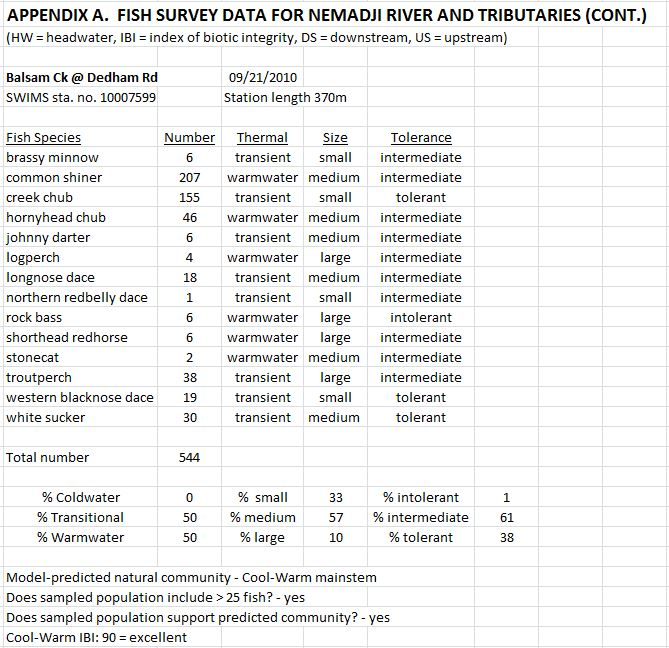 APPENDIX A. FISH SURVEY DATA FOR NEMADJI RIVER AND TRIBUTARIES (CONT.)
(HW = headwater, IBI = index of biotic integrity, DS = downstream, US = upstream)
Balsam Ck @ Dedham Rd 09/21/2010
SWIMS sta. no. 10007599 Station length 370m
Fish Species Number Thermal Size Tolerance
brassy minnow 6 transient small intermediate
common shiner 207 warmwater medium intermediate
creek chub 155 transient small tolerant
hornyhead chub 46 warmwater medium intermediate
johnny darter 6 transient medium intermediate
logperch 4 warmwater large intermediate
longnose dace 18 transient medium intermediate
northern redbelly dace 1 transient small intermediate
rock bass 6 warmwater large intolerant
shorthead redhorse 6 warmwater large intermediate
stonecat 2 warmwater medium intermediate
troutperch 38 transient large intermediate
western blacknose dace 19 transient small tolerant
white sucker 30 transient medium tolerant
Total number 544
% Coldwater 0 % small 33 % intolerant 1
% Transitional 50 % medium 57 % intermediate 61
% Warmwater 50 % large 10 % tolerant 38
Model-predicted natural community - Cool-Warm mainstem
Does sampled population include > 25 fish? - yes
Does sampled population support predicted community? - yes
Cool-Warm IBI: 90 = excellent